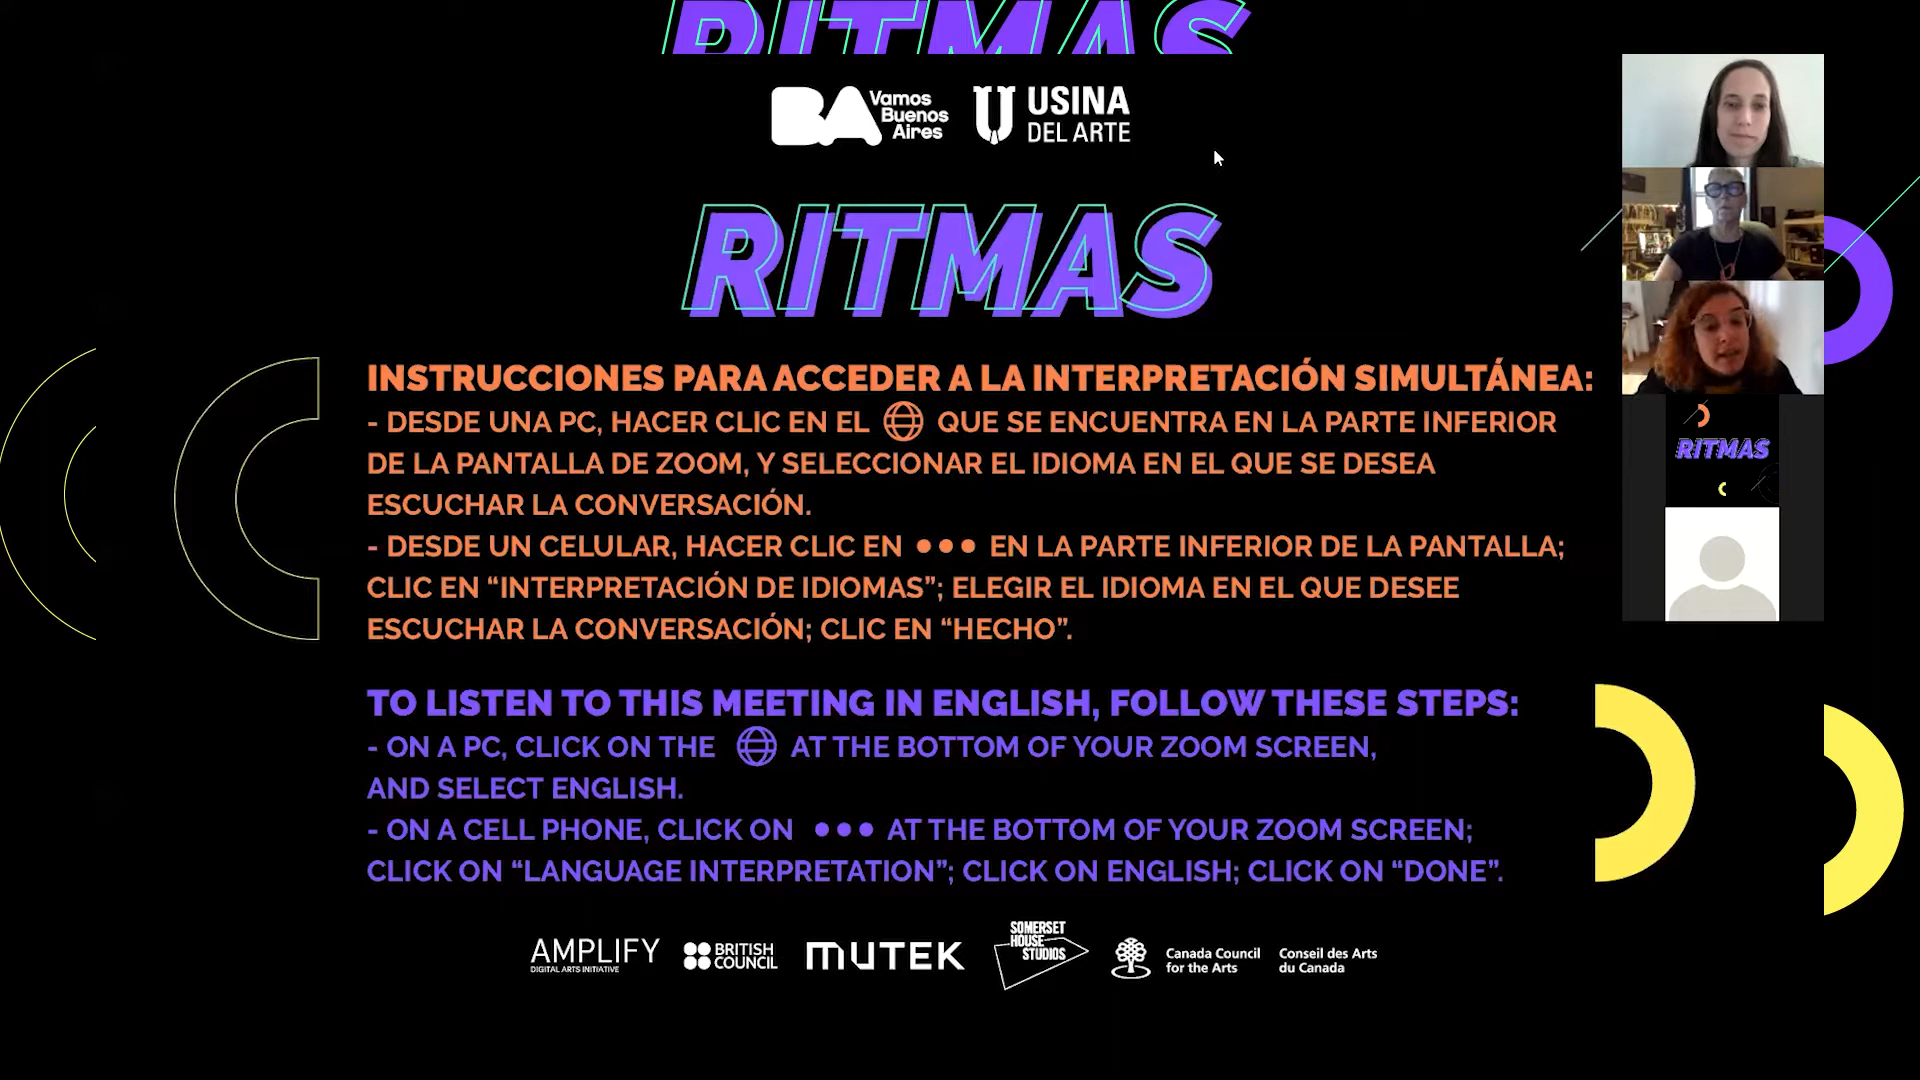 RITMAS
BA Vamos Buenos Aires
USINA DEL ARTE
RITMAS
INSTRUCCIONES PARA ACCEDER A LA INTERPRETACIÓN SIMULTÁNEA:
- DESDE UNA PC, HACER CLIC EN EL QUE SE ENCUENTRA EN LA PARTE INFERIOR
DE LA PANTALLA DE ZOOM, Y SELECCIONAR EL IDIOMA EN EL QUE SE DESEA
ESCUCHAR LA CONVERSACIÓN.
- DESDE UN CELULAR, HACER CLIC EN ••• EN LA PARTE INFERIOR DE LA PANTALLA;
CLIC EN “INTERPRETACIÓN DE IDIOMAS”; ELEGIR EL IDIOMA EN EL QUE DESEE
ESCUCHAR LA CONVERSACIÓN; CLIC EN “HECHO”.
TO LISTEN TO THIS MEETING IN ENGLISH, FOLLOW THESE STEPS:
- ON A PC, CLICK ON THE AT THE BOTTOM OF YOUR ZOOM SCREEN,
AND SELECT ENGLISH.
- ON A CELL PHONE, CLICK ON ••• AT THE BOTTOM OF YOUR ZOOM SCREEN;
CLICK ON “LANGUAGE INTERPRETATION”; CLICK ON ENGLISH; CLICK ON “DONE”.
RITMAS
AMPLIFY
DIGITAL ARTS INITIATIVE
BRITISH
COUNCIL
MUTEK
SOMERSET
HOUSE
STUDIOS
Canada Council
for the Arts
Conseil des Arts
du Canada